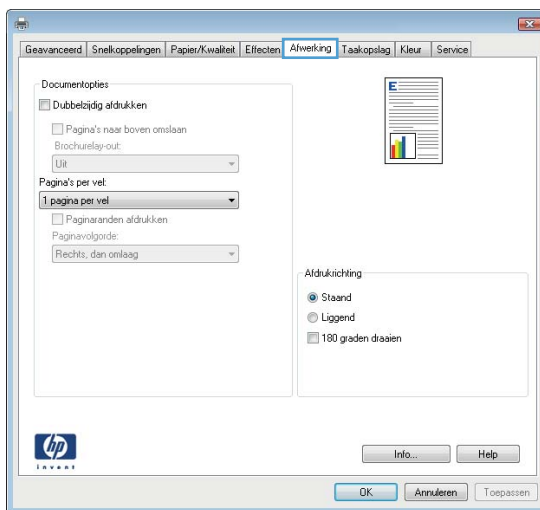 Geavanceerd Snelkoppelingen Papier/Kwaliteit Effecten Afwerking Taakopslag Kleur Service
Documentopties
Dubbelzijdig afdrukken
Pagina's naar boven omslaan
Brochurelay-out:
Uit
Pagina's per vel:
1 pagina per vel
Paginaranden afdrukken
Paginavolgorde:
Rechts, dan omlaag
E
Afdrukrichting
Staand
Liggend
180 graden draaien
hp
invent
Info... Help
OK Annuleren Toepassen